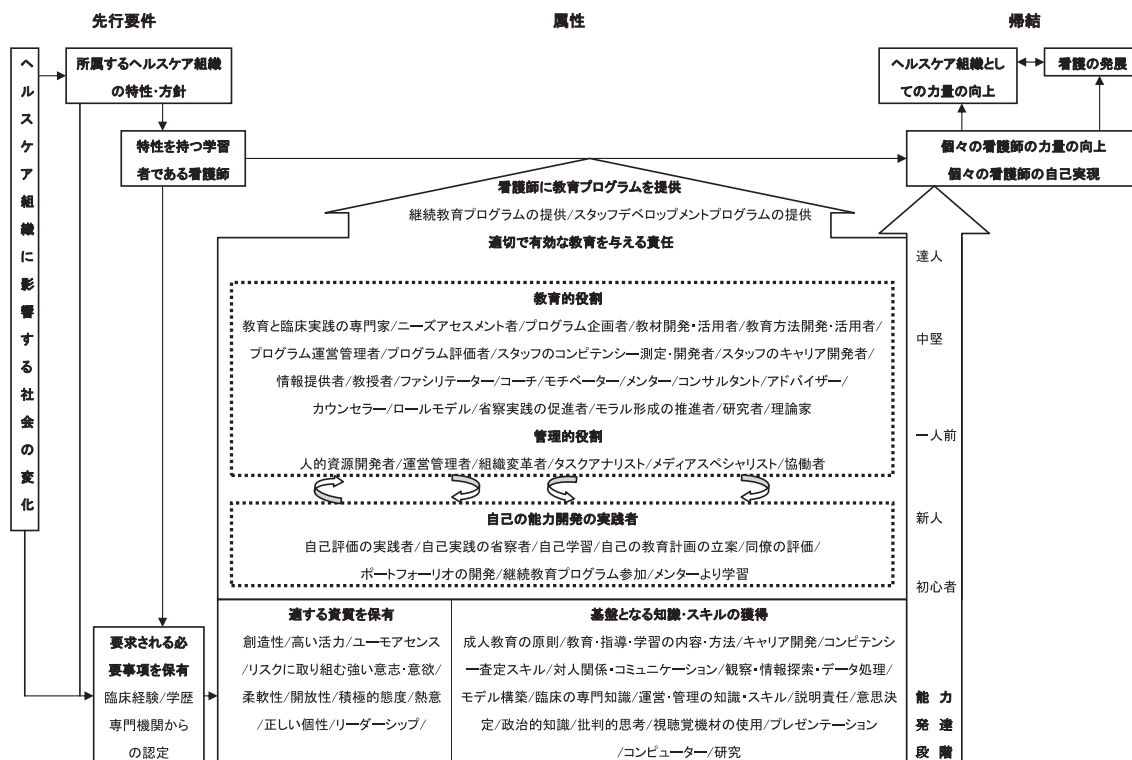 先行要件
属性
帰結
ヘルスケア組織に影響する社会の変化
所属するヘルスケア組織
の特性・方針
特性を持つ学習
者である看護師
ヘルスケア組織とし
ての力量の向上
看護の発展
個々の看護師の力量の向上
個々の看護師の自己実現
看護師に教育プログラムを提供
継続教育プログラムの提供/スタッフデベロップメントプログラムの提供
適切で有効な教育を与える責任
教育的役割
教育と臨床実践の専門家/ニーズアセスメント者/プログラム企画者/教材開発・活用者/教育方法開発・活用者/
プログラム運営管理者/プログラム評価者/スタッフのコンピテンシー測定・開発者/スタッフのキャリア開発者/
情報提供者/教授者/ファシリテーター/コーチ/モチベーター/メンター/コンサルタント/アドバイザー/
カウンセラー/ロールモデル/省察実践の促進者/モラル形成の推進者/研究者/理論家
管理的役割
人的資源開発者/運営管理者/組織変革者/タスクアナリスト/メディアスペシャリスト/協働者
自己の能力開発の実践者
自己評価の実践者/自己実践の省察者/自己学習/自己の教育計画の立案/同僚の評価/
ポートフォーリオの開発/継続教育プログラム参加/メンターより学習
達人
中堅
一人前
新人
初心者
能力
発達
段階
要求される必
要事項を保有
臨床経験/学歴
専門機関から
の認定
適する資質を保有
創造性/高い活力/ユーモアセンス
/リスクに取り組む強い意志・意欲/
柔軟性/開放性/積極的態度/熱意
/正しい個性/リーダーシップ/
基盤となる知識・スキルの獲得
成人教育の原則/教育・指導・学習の内容・方法/キャリア開発/コンピテンシ
ー査定スキル/対人関係・コミュニケーション/観察・情報探索・データ処理/
モデル構築/臨床の専門知識/運営・管理の知識・スキル/説明責任/意思決
定/政治的知識/批判的思考/視聴覚機材の使用/プレゼンテーション
/コンピューター/研究